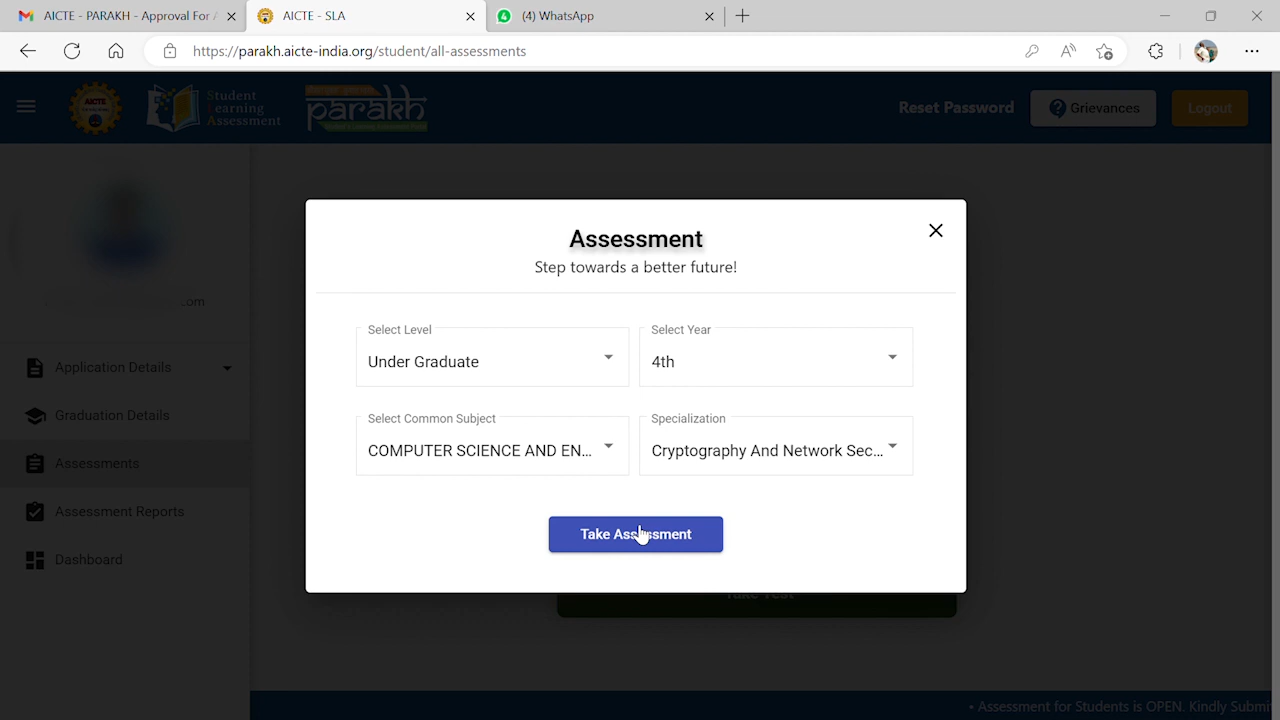 AICTE - PARAKH - Approval For A
AICTE - SLA
(4) WhatsApp
https://parakh.aicte-india.org/student/all-assessments
AICTE
Student
Learning
Assessment
parakh
Reset Password
Grievances
Logout
.om
Application Details
Graduation Details
Assessments
Assessment Reports
Dashboard
Assessment
Step towards a better future!
Select Level
Under Graduate
Select Year
4th
Select Common Subject
COMPUTER SCIENCE AND EN...
Specialization
Cryptography And Network Sec...
Take Assessment
Take Test
• Assessment for Students is OPEN. Kindly Submi